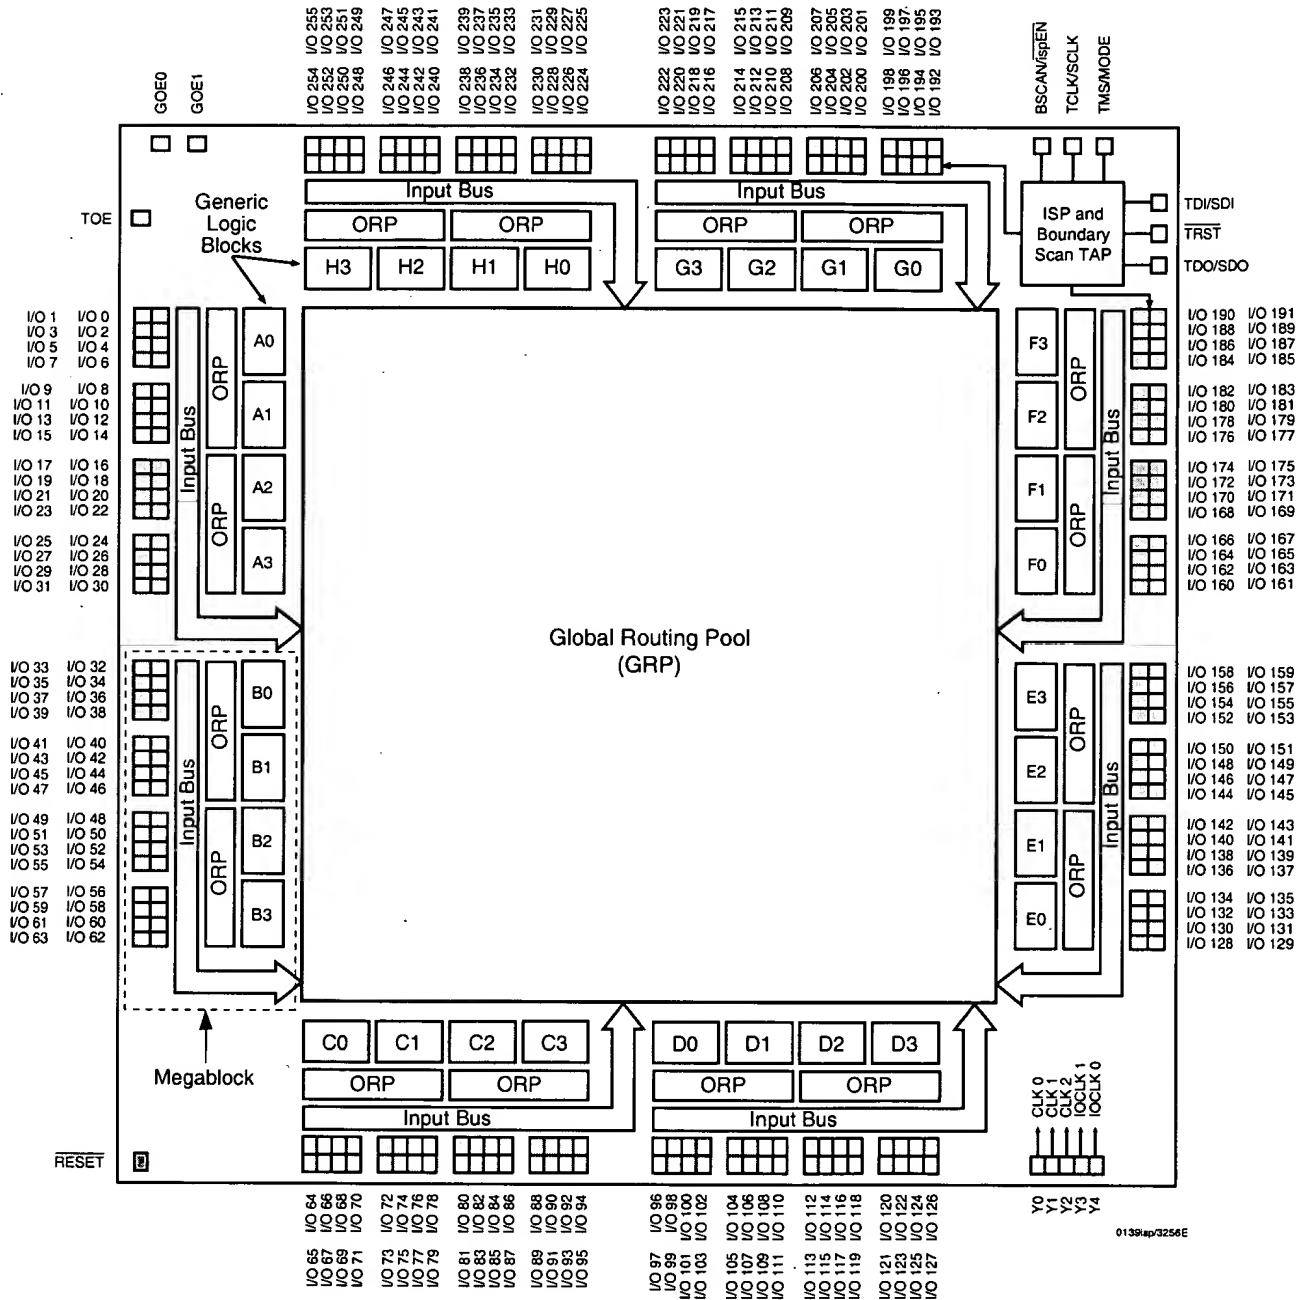 I/O 255 I/O 253 I/O 251 I/O 249 I/O 247 I/O 245 I/O 243 I/O 241 I/O 239 I/O 237 I/O 235 I/O 233 I/O 231 I/O 229 I/O 227 I/O 225 I/O 223 I/O 221 I/O 219 I/O 217 I/O 215 I/O 213 I/O 211 I/O 209 I/O 207 I/O 205 I/O 203 I/O 201 I/O 199 I/O 197 I/O 195 I/O 193
I/O 254 I/O 252 I/O 250 I/O 248 I/O 246 I/O 244 I/O 242 I/O 240 I/O 238 I/O 236 I/O 234 I/O 232 I/O 230 I/O 228 I/O 226 I/O 224 I/O 222 I/O 220 I/O 218 I/O 216 I/O 214 I/O 212 I/O 210 I/O 208 I/O 206 I/O 204 I/O 202 I/O 200 I/O 198 I/O 196 I/O 194 I/O 192
GOE0
GOE1
BSCAN/ispEN
TCLK/SCLK
TMS/MODE
TOE
Generic
Logic
Blocks
Input Bus
ORP ORP
H3 H2 H1 H0
Input Bus
ORP ORP
G3 G2 G1 G0
ISP and
Boundary
Scan TAP
TDI/SDI
TRST
TDO/SDO
I/O 1 I/O 0
I/O 3 I/O 2
I/O 5 I/O 4
I/O 7 I/O 6
I/O 9 I/O 8
I/O 11 I/O 10
I/O 13 I/O 12
I/O 15 I/O 14
I/O 17 I/O 16
I/O 19 I/O 18
I/O 21 I/O 20
I/O 23 I/O 22
I/O 25 I/O 24
I/O 27 I/O 26
I/O 29 I/O 28
I/O 31 I/O 30
Input Bus
ORP
ORP
A0
A1
A2
A3
Global Routing Pool
(GRP)
F3
F2
F1
F0
ORP
ORP
Input Bus
I/O 190 I/O 191
I/O 188 I/O 189
I/O 186 I/O 187
I/O 184 I/O 185
I/O 182 I/O 183
I/O 180 I/O 181
I/O 178 I/O 179
I/O 176 I/O 177
I/O 174 I/O 175
I/O 172 I/O 173
I/O 170 I/O 171
I/O 168 I/O 169
I/O 166 I/O 167
I/O 164 I/O 165
I/O 162 I/O 163
I/O 160 I/O 161
I/O 33 I/O 32
I/O 35 I/O 34
I/O 37 I/O 36
I/O 39 I/O 38
I/O 41 I/O 40
I/O 43 I/O 42
I/O 45 I/O 44
I/O 47 I/O 46
I/O 49 I/O 48
I/O 51 I/O 50
I/O 53 I/O 52
I/O 55 I/O 54
I/O 57 I/O 56
I/O 59 I/O 58
I/O 61 I/O 60
I/O 63 I/O 62
Input Bus
ORP
ORP
B0
B1
B2
B3
E3
E2
E1
E0
ORP
ORP
Input Bus
I/O 158 I/O 159
I/O 156 I/O 157
I/O 154 I/O 155
I/O 152 I/O 153
I/O 150 I/O 151
I/O 148 I/O 149
I/O 146 I/O 147
I/O 144 I/O 145
I/O 142 I/O 143
I/O 140 I/O 141
I/O 138 I/O 139
I/O 136 I/O 137
I/O 134 I/O 135
I/O 132 I/O 133
I/O 130 I/O 131
I/O 128 I/O 129
Megablock
C0 C1 C2 C3
ORP ORP
Input Bus
D0 D1 D2 D3
ORP ORP
Input Bus
CLK 0
CLK 1
CLK 2
IOCLK 1
IOCLK 0
RESET
Y0
Y1
Y2
Y3
Y4
I/O 64 I/O 66 I/O 68 I/O 70 I/O 72 I/O 74 I/O 76 I/O 78 I/O 80 I/O 82 I/O 84 I/O 86 I/O 88 I/O 90 I/O 92 I/O 94 I/O 96 I/O 98 I/O 100 I/O 102 I/O 104 I/O 106 I/O 108 I/O 110 I/O 112 I/O 114 I/O 116 I/O 118 I/O 120 I/O 122 I/O 124 I/O 126
I/O 65 I/O 67 I/O 69 I/O 71 I/O 73 I/O 75 I/O 77 I/O 79 I/O 81 I/O 83 I/O 85 I/O 87 I/O 89 I/O 91 I/O 93 I/O 95 I/O 97 I/O 99 I/O 101 I/O 103 I/O 105 I/O 107 I/O 109 I/O 111 I/O 113 I/O 115 I/O 117 I/O 119 I/O 121 I/O 123 I/O 125 I/O 127
0139isp/3256E